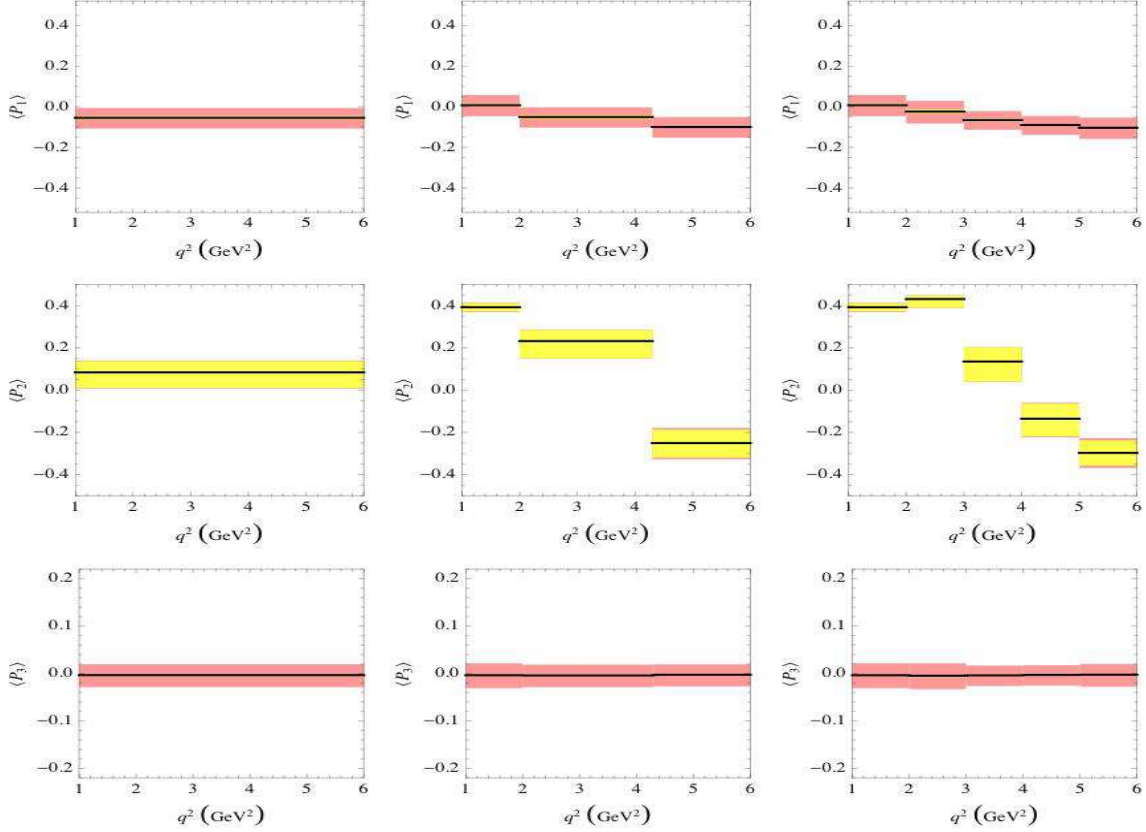 0.4 0.4 0.4
0.2 0.2 0.2
⟨P₁⟩ 0.0 ⟨P₁⟩ 0.0 ⟨P₁⟩ 0.0
−0.2 −0.2 −0.2
−0.4 −0.4 −0.4
1 2 3 4 5 6 1 2 3 4 5 6 1 2 3 4 5 6
q² (GeV²) q² (GeV²) q² (GeV²)
0.4 0.4 0.4
0.2 0.2 0.2
⟨P₂⟩ 0.0 ⟨P₂⟩ 0.0 ⟨P₂⟩ 0.0
−0.2 −0.2 −0.2
−0.4 −0.4 −0.4
1 2 3 4 5 6 1 2 3 4 5 6 1 2 3 4 5 6
q² (GeV²) q² (GeV²) q² (GeV²)
0.2 0.2 0.2
0.1 0.1 0.1
⟨P₃⟩ 0.0 ⟨P₃⟩ 0.0 ⟨P₃⟩ 0.0
−0.1 −0.1 −0.1
−0.2 −0.2 −0.2
1 2 3 4 5 6 1 2 3 4 5 6 1 2 3 4 5 6
q² (GeV²) q² (GeV²) q² (GeV²)